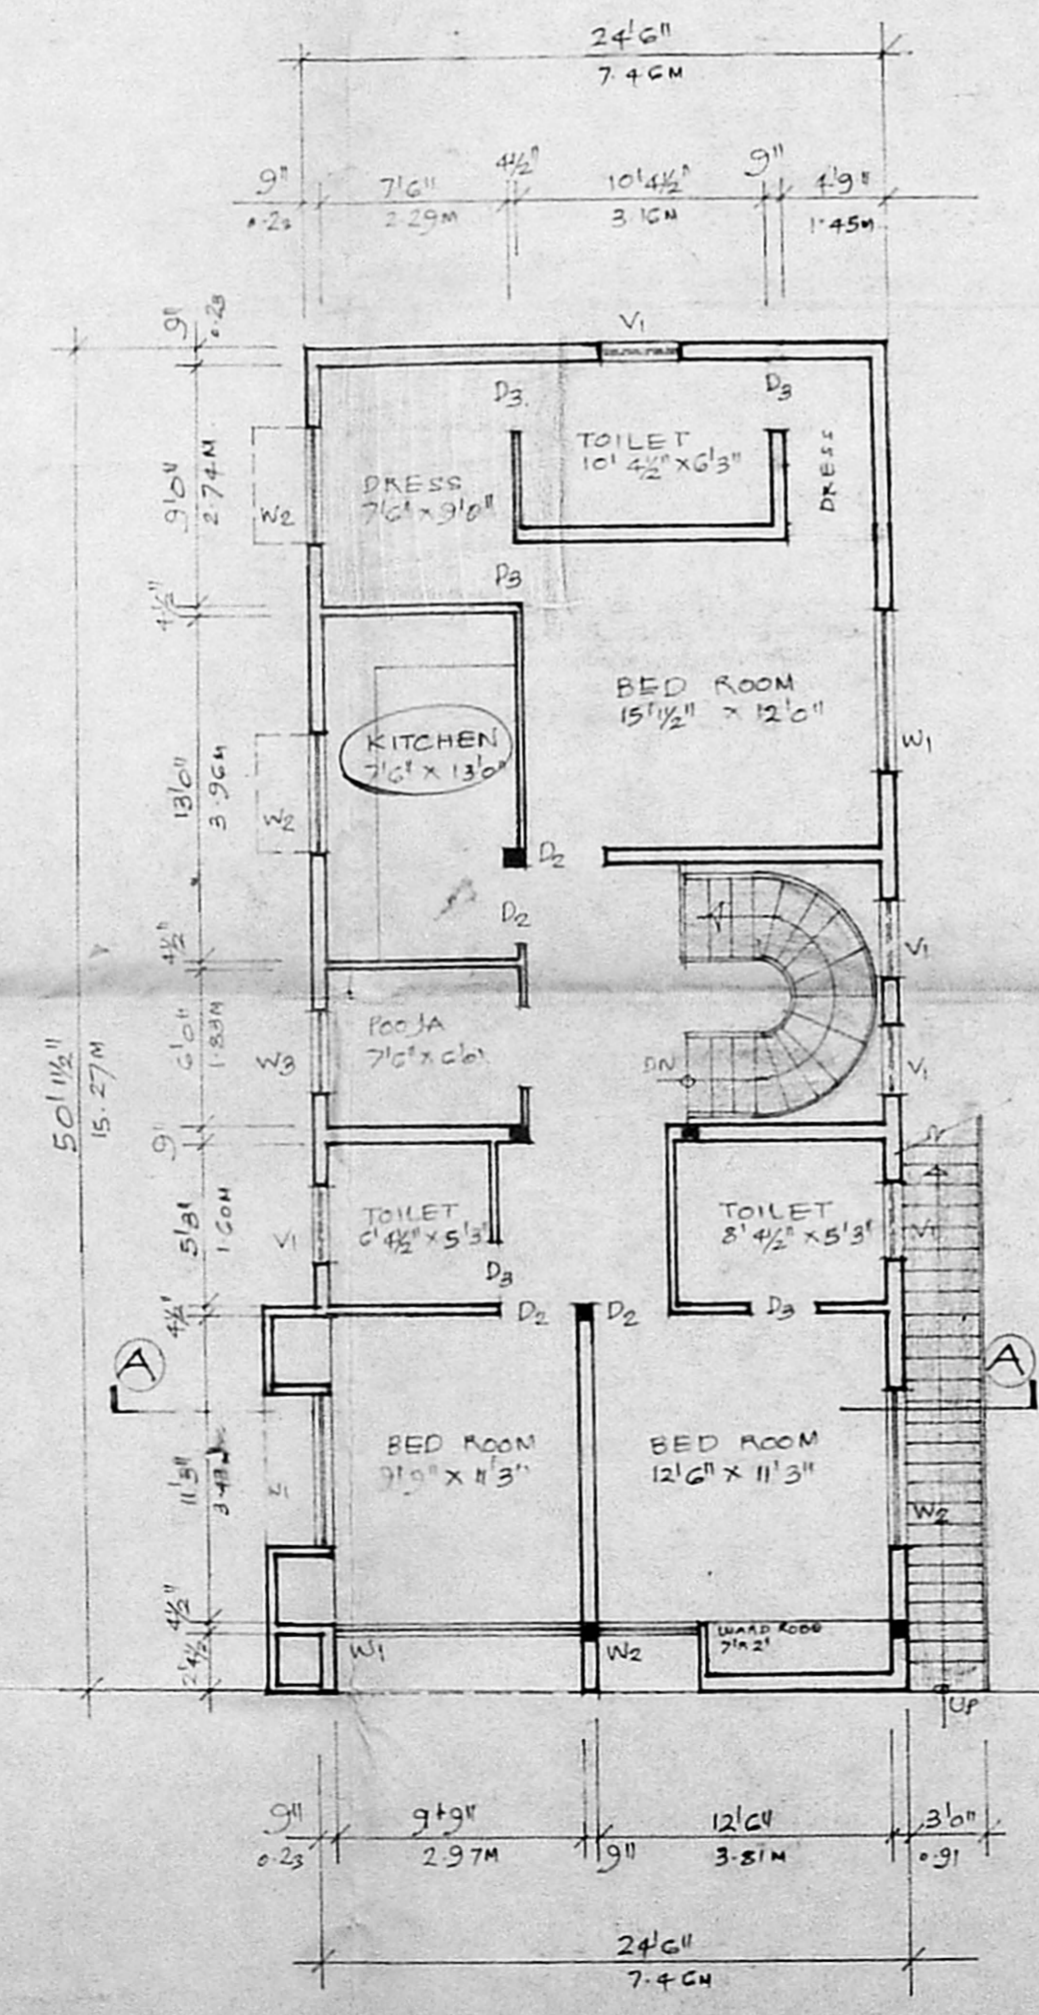 24'6"
7.46M
9"
0.23
7'6"
2.29M
4½"
10'4½"
3.16M
9"
4'9"
1.45M
9"
0.23
V1
D3
D3
TOILET
10' 4½" x 6'3"
DRESS
DRESS
7'6" x 9'0"
9'0"
2.74M
W2
D3
4½"
BED ROOM
15'1½" x 12'0"
W1
KITCHEN
7'6" x 13'0"
13'0"
3.96M
W2
D2
D2
4½"
V1
POOJA
7'6" x 6'0"
6'0"
1.83M
W3
DN
V1
50'1½"
15.27M
9"
TOILET
6'4½" x 5'3"
TOILET
8'4½" x 5'3"
5'3"
1.60M
V1
V1
D3
D2
D2
D3
4½"
A
A
BED ROOM
9'9" x 11'3"
BED ROOM
12'6" x 11'3"
11'3"
W2
4½"
W1
W2
WARD ROBE
7' x 2'
2'4½"
UP
9"
0.23
9'9"
2.97M
9"
12'6"
3.81M
3'0"
0.91
24'6"
7.46M